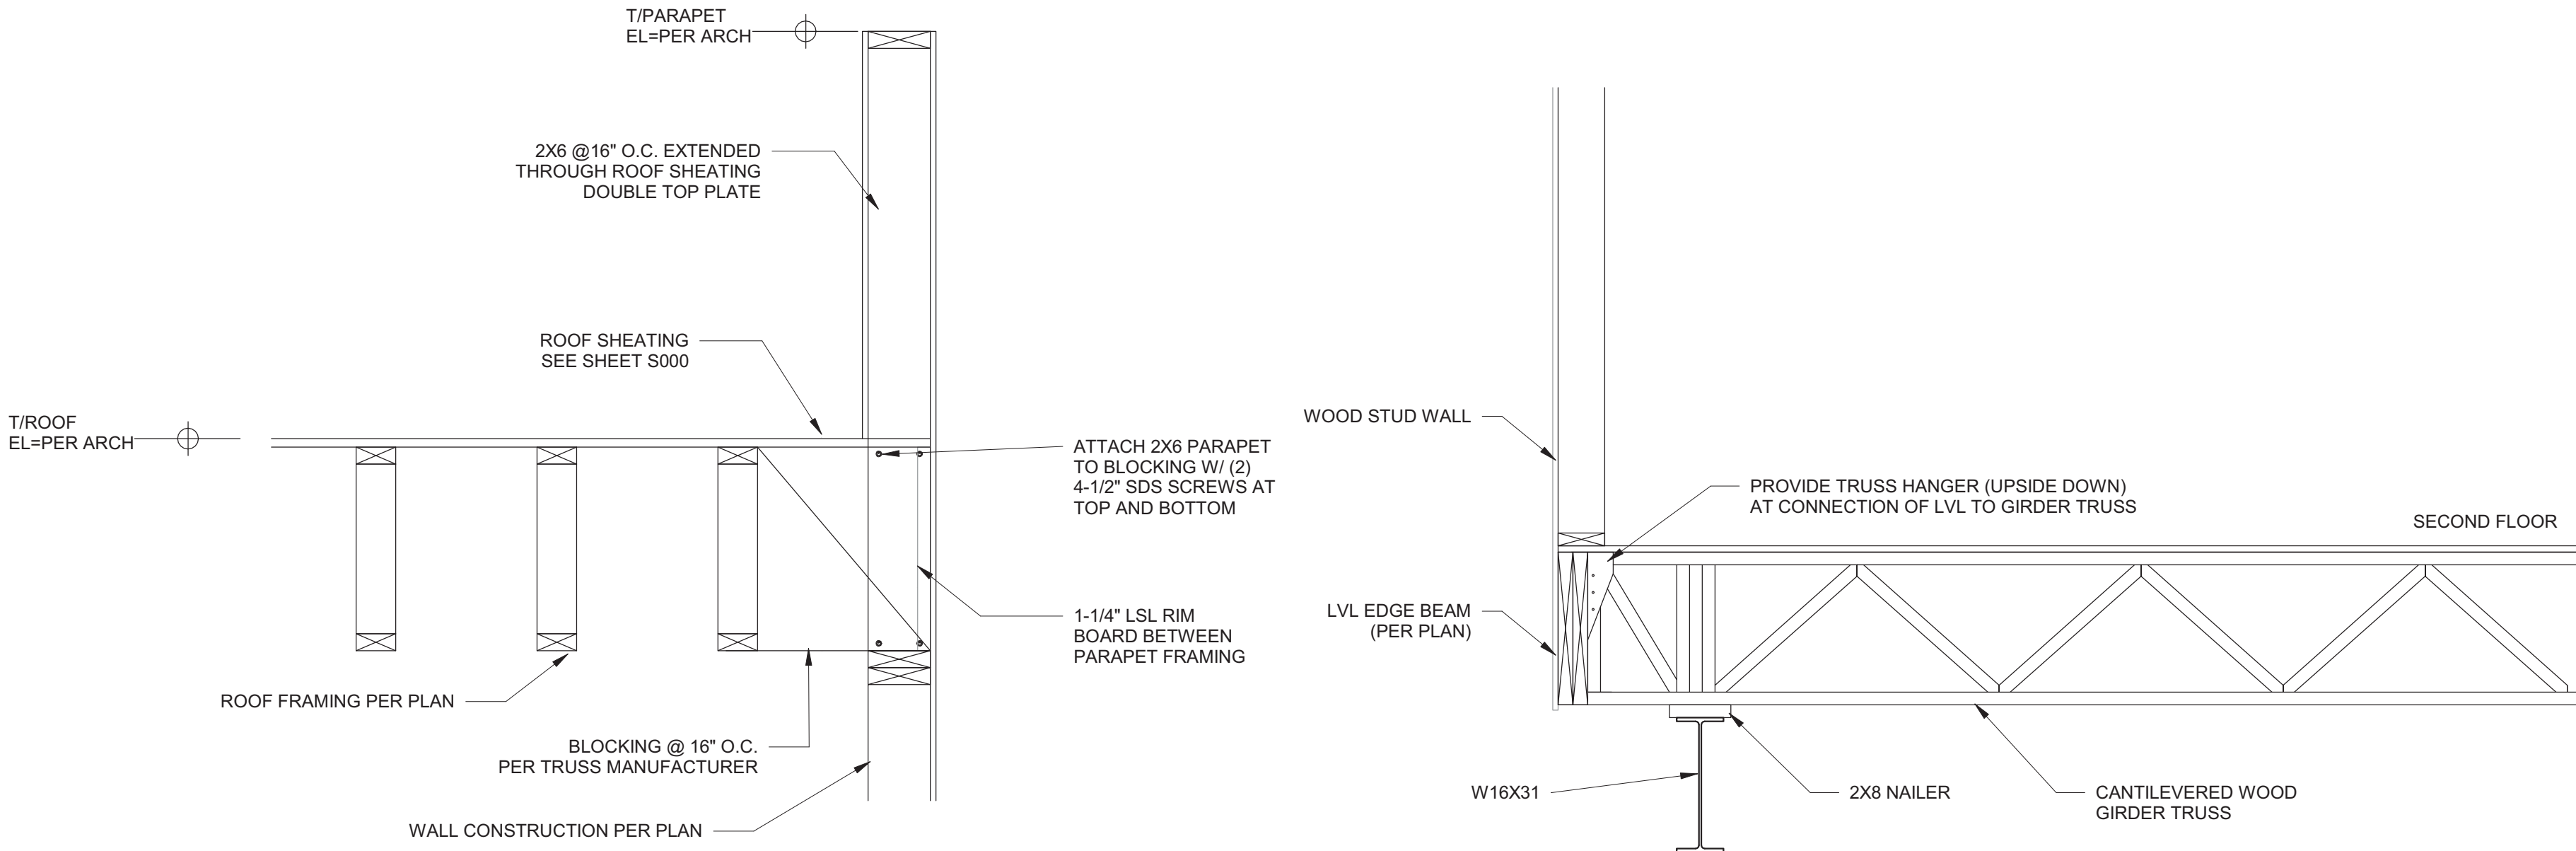 T/PARAPET
EL=PER ARCH
2X6 @16" O.C. EXTENDED
THROUGH ROOF SHEATING
DOUBLE TOP PLATE
ROOF SHEATING
SEE SHEET S000
T/ROOF
EL=PER ARCH
ATTACH 2X6 PARAPET
TO BLOCKING W/ (2)
4-1/2" SDS SCREWS AT
TOP AND BOTTOM
1-1/4" LSL RIM
BOARD BETWEEN
PARAPET FRAMING
ROOF FRAMING PER PLAN
BLOCKING @ 16" O.C.
PER TRUSS MANUFACTURER
WALL CONSTRUCTION PER PLAN
WOOD STUD WALL
PROVIDE TRUSS HANGER (UPSIDE DOWN)
AT CONNECTION OF LVL TO GIRDER TRUSS
SECOND FLOOR
LVL EDGE BEAM
(PER PLAN)
W16X31
2X8 NAILER
CANTILEVERED WOOD
GIRDER TRUSS